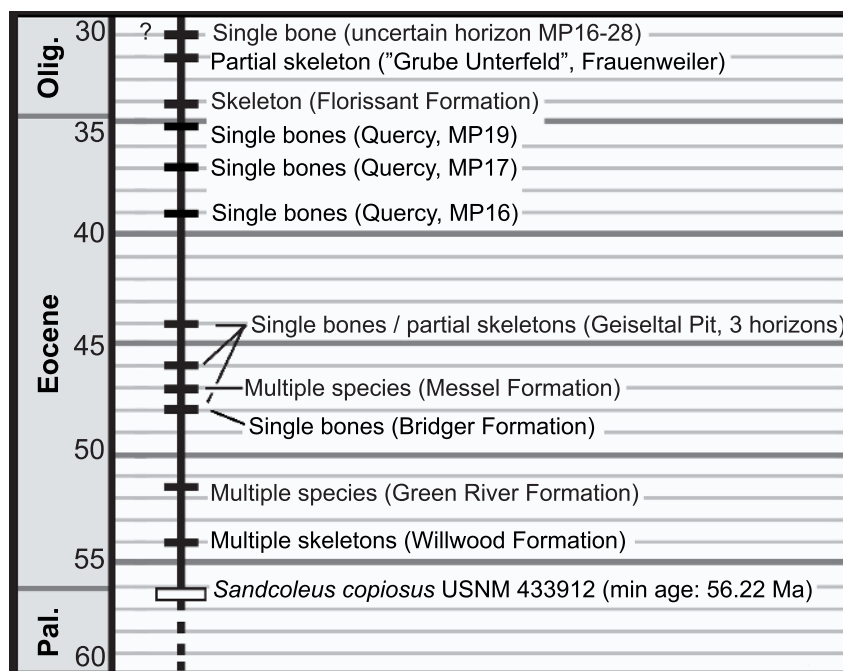 Olig.
Eocene
Pal.
30
35
40
45
50
55
60
? Single bone (uncertain horizon MP16-28)
Partial skeleton (”Grube Unterfeld”, Frauenweiler)
Skeleton (Florissant Formation)
Single bones (Quercy, MP19)
Single bones (Quercy, MP17)
Single bones (Quercy, MP16)
Single bones / partial skeletons (Geiseltal Pit, 3 horizons)
Multiple species (Messel Formation)
Single bones (Bridger Formation)
Multiple species (Green River Formation)
Multiple skeletons (Willwood Formation)
Sandcoleus copiosus USNM 433912 (min age: 56.22 Ma)